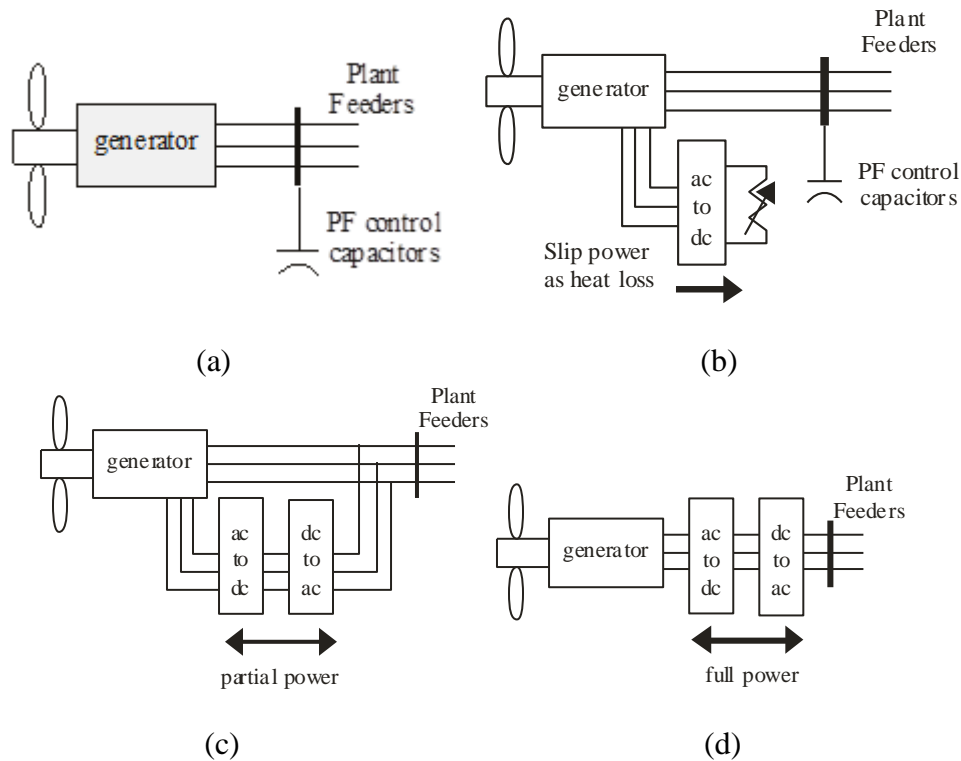 Plant
Feeders
generator
PF control
capacitors
(a)
Plant
Feeders
generator
ac
to
dc
PF control
capacitors
Slip power
as heat loss
(b)
Plant
Feeders
generator
ac
to
dc
dc
to
ac
partial power
(c)
Plant
Feeders
generator
ac
to
dc
dc
to
ac
full power
(d)